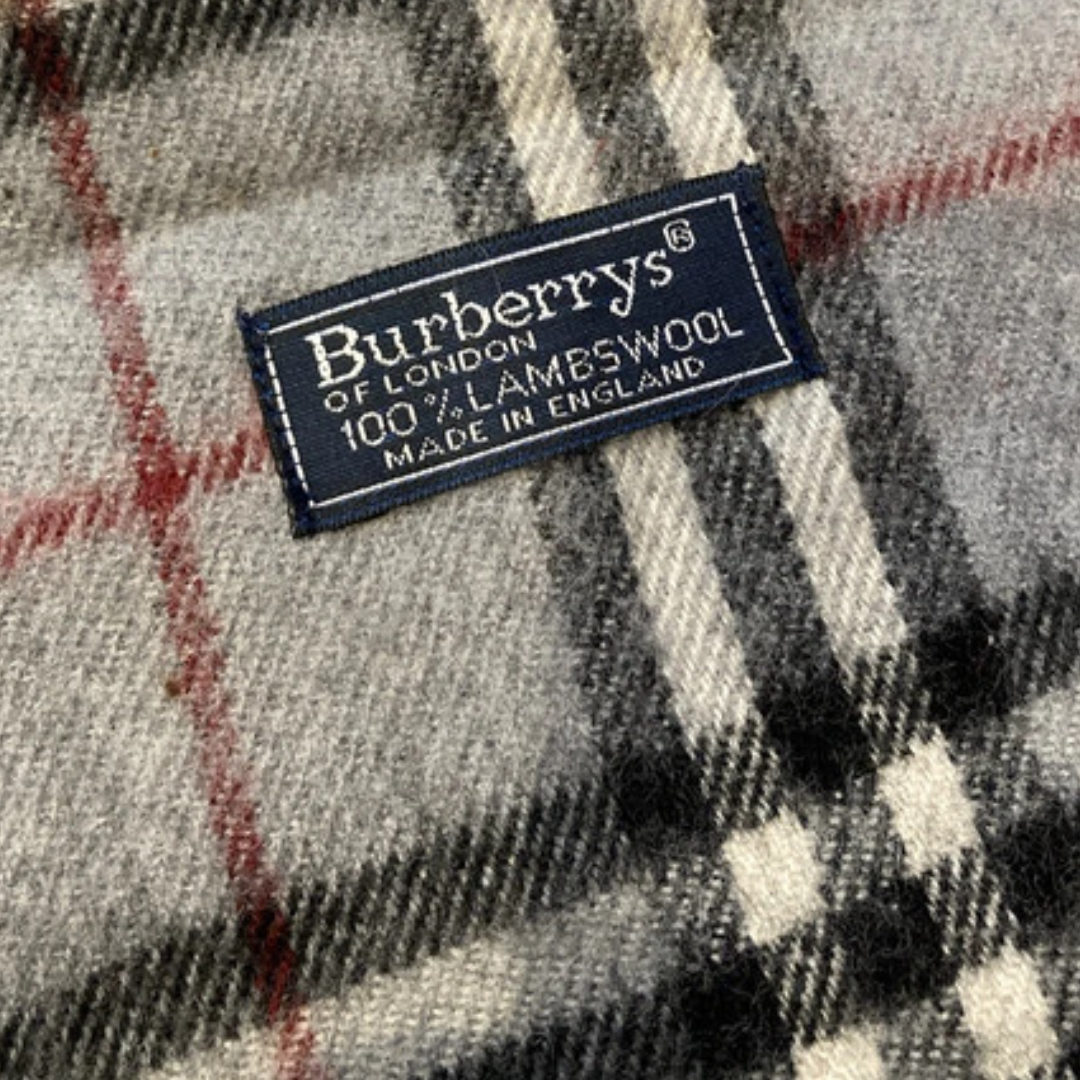 Burberrys®
OF LONDON
100% LAMBSWOOL
MADE IN ENGLAND